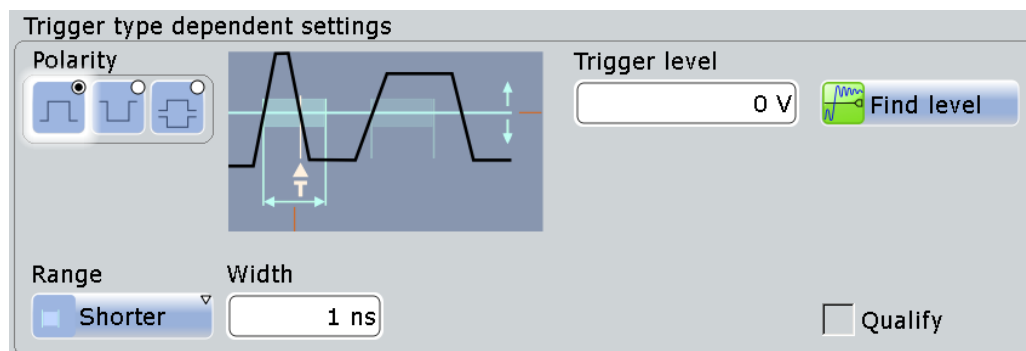 Trigger type dependent settings
Polarity
Trigger level
0 V
Find level
T
Range
Width
Shorter
1 ns
Qualify